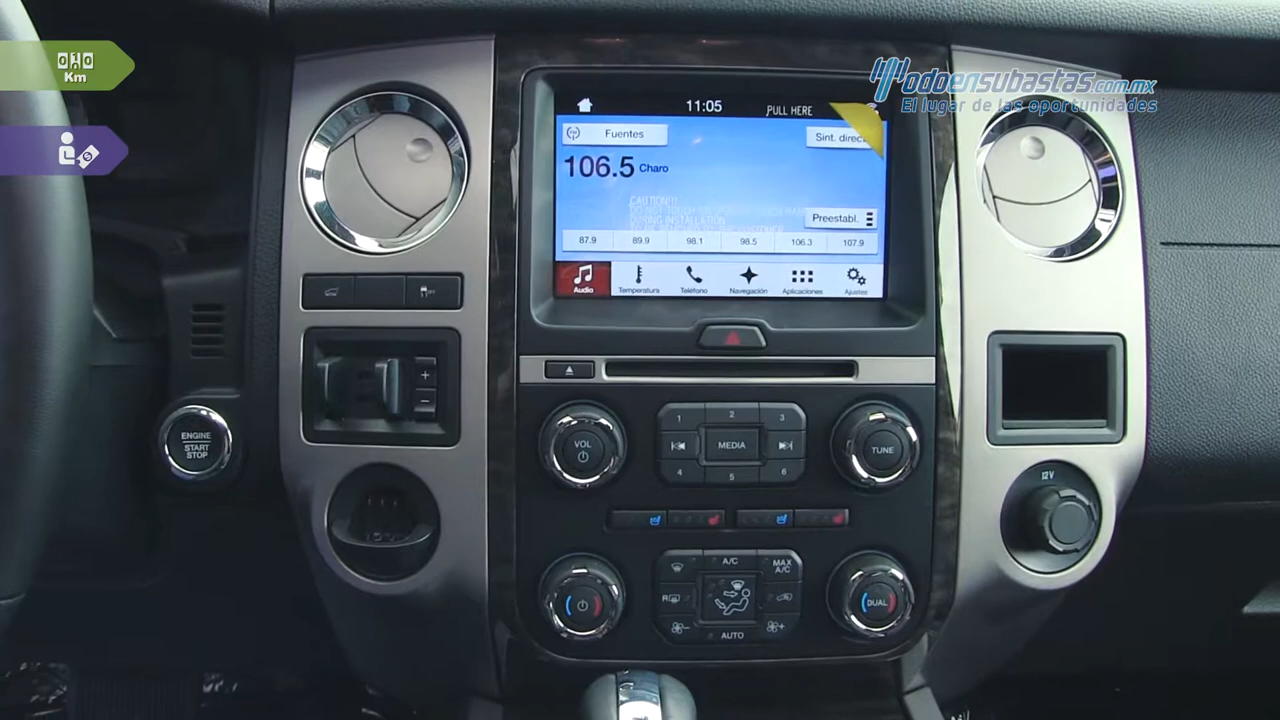 Km
todoensubastas.com.mx
El lugar de las oportunidades
11:05
PULL HERE
Fuentes
Sint. direct
106.5 Charo
CAUTION!!!
DURING INSTALLATION
Preestabl.
87.9 89.9 98.1 98.5 106.3 107.9
Audio Temperatura Teléfono Navegación Aplicaciones Ajustes
ENGINE
START
STOP
+
−
VOL
1 2 3
MEDIA
4 5 6
TUNE
12V
A/C
MAX
A/C
R
DUAL
AUTO